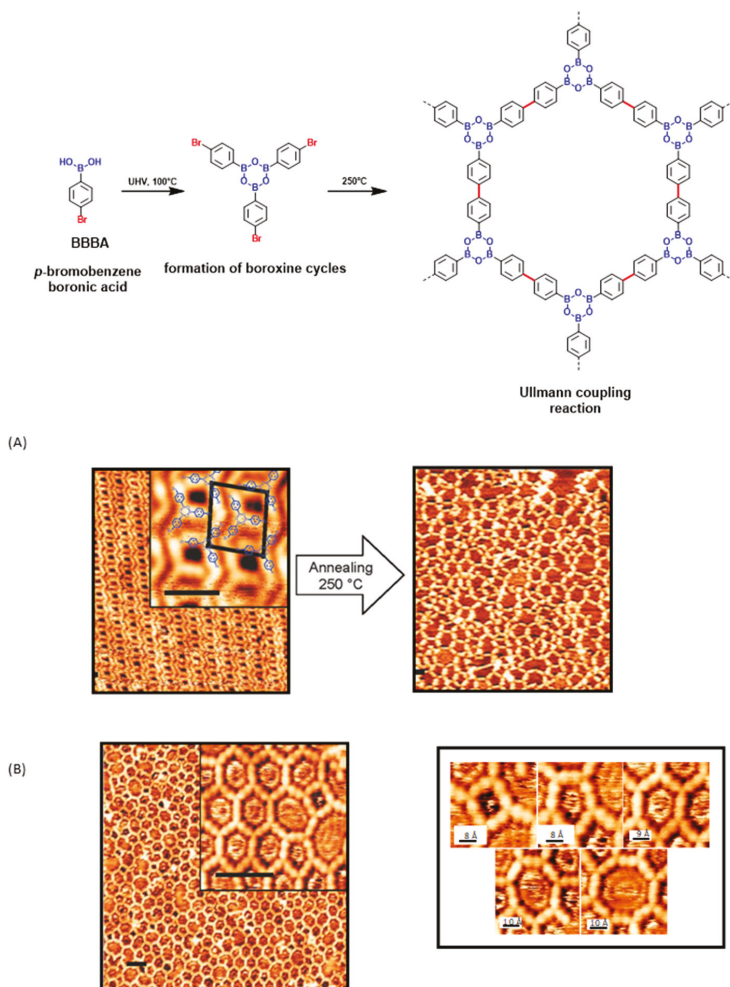 HO OH
B
Br
BBBA
p-bromobenzene
boronic acid
UHV, 100°C
Br
Br
O
B B
O O
B
Br
formation of boroxine cycles
250°C
B
O O
B B
O
B O B
O O
B
B O B
O O
B
B
O O
B B
O
B
O O
B B
O
B O B
O O
B
Ullmann coupling
reaction
(A)
Annealing
250 °C
(B)
8 Å
8 Å
9 Å
10 Å
10 Å